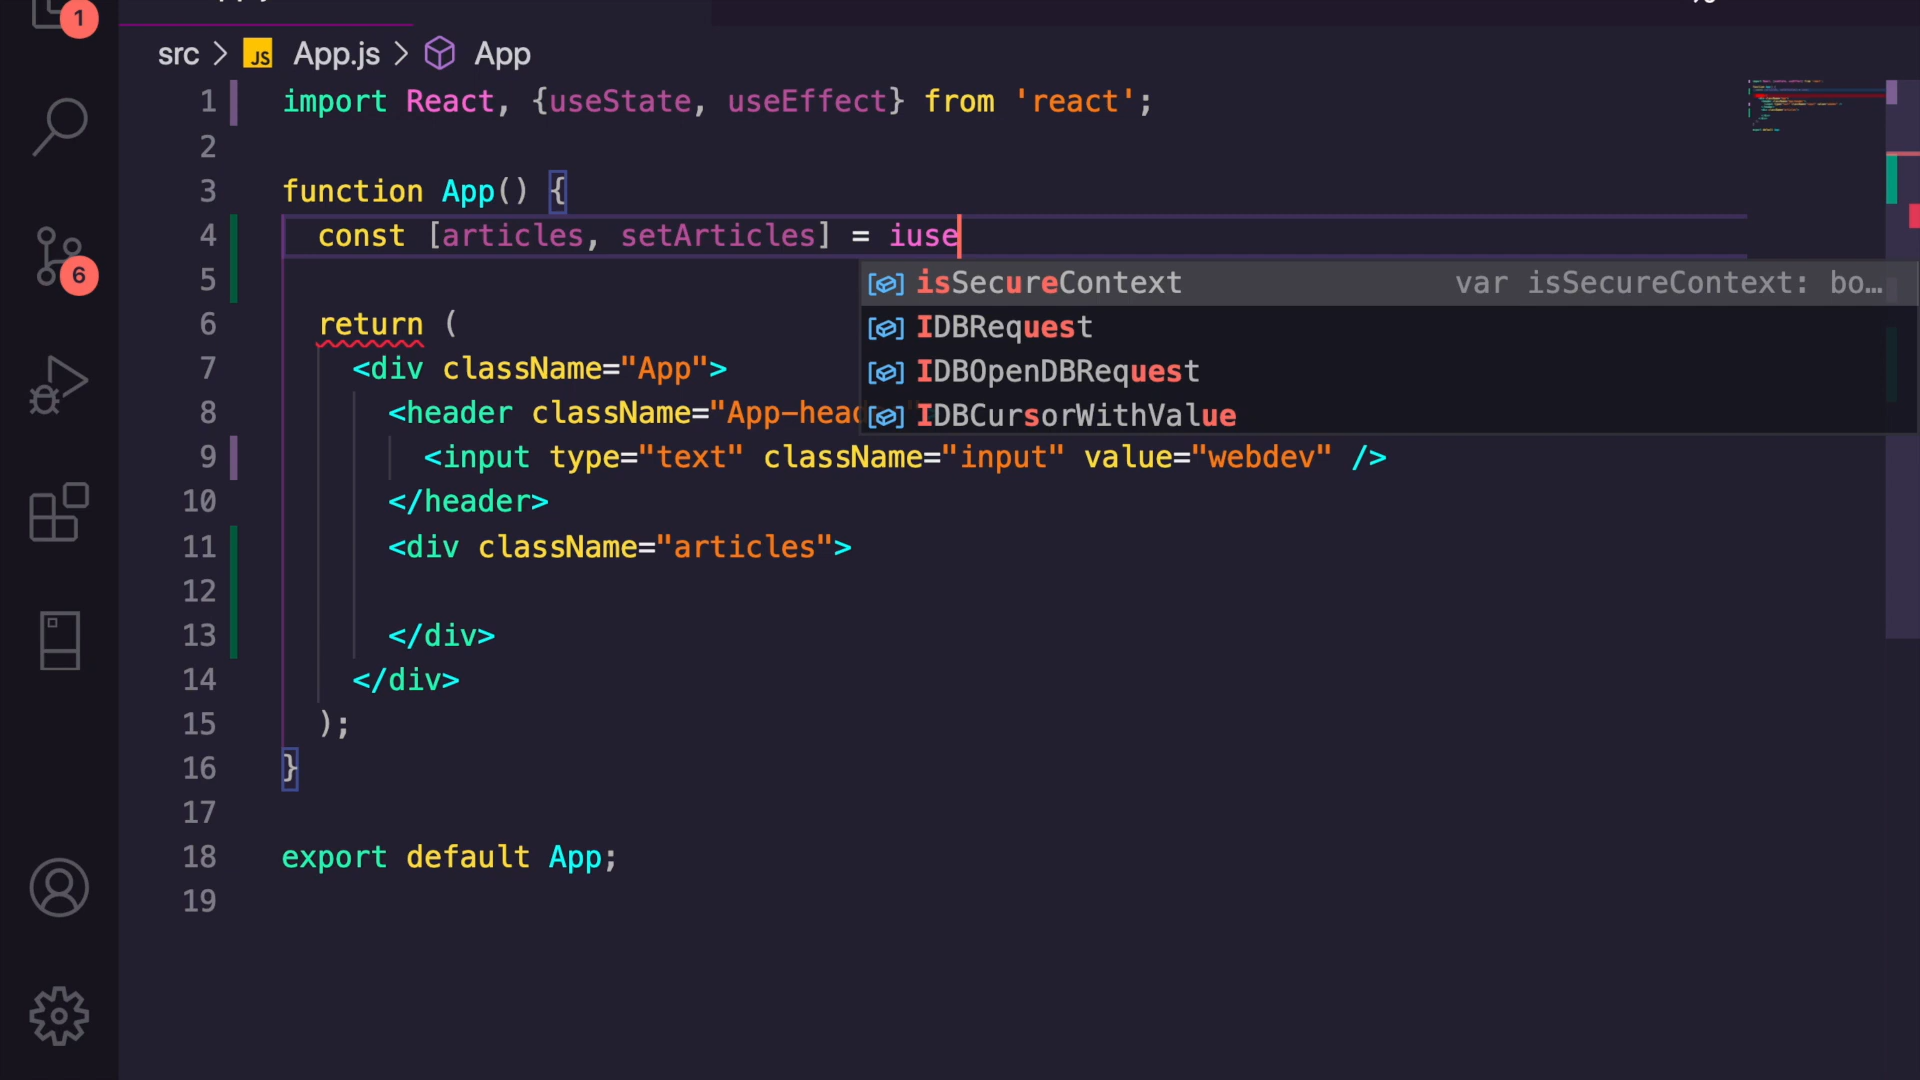 1
src > JS App.js > App
1 import React, {useState, useEffect} from 'react';
2
3 function App() {
4 const [articles, setArticles] = iuse
5
isSecureContext var isSecureContext: bo…
6 return (
IDBRequest
7 <div className="App">
IDBOpenDBRequest
8 <header className="App-head
IDBCursorWithValue
9 <input type="text" className="input" value="webdev" />
10 </header>
11 <div className="articles">
12
13 </div>
14 </div>
15 );
16 }
17
18 export default App;
19
6